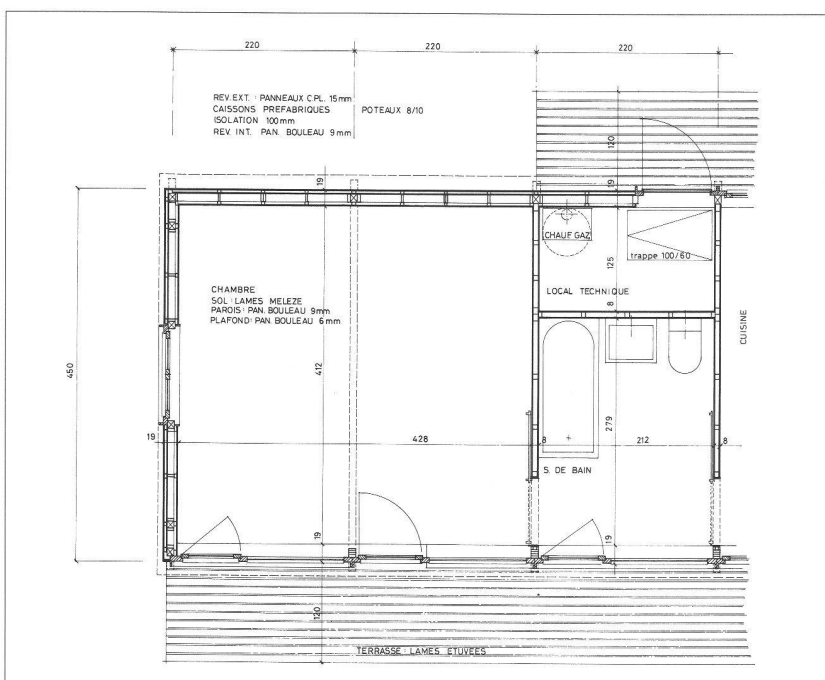 220
220
220
REV. EXT. : PANNEAUX C PL. 15mm
CAISSONS PREFABRIQUES
POTEAUX 8/10
ISOLATION 100mm
REV. INT. PAN. BOULEAU 9mm
120
19
19
CHAUF GAZ
trappe 100/60
125
LOCAL TECHNIQUE
8
CHAMBRE
SOL : LAMES MELEZE
PAROIS : PAN. BOULEAU 9mm
PLAFOND : PAN. BOULEAU 6mm
CUISINE
450
412
279
19
428
8
212
8
S. DE BAIN
19
19
120
TERRASSE : LAMES ETUVEES